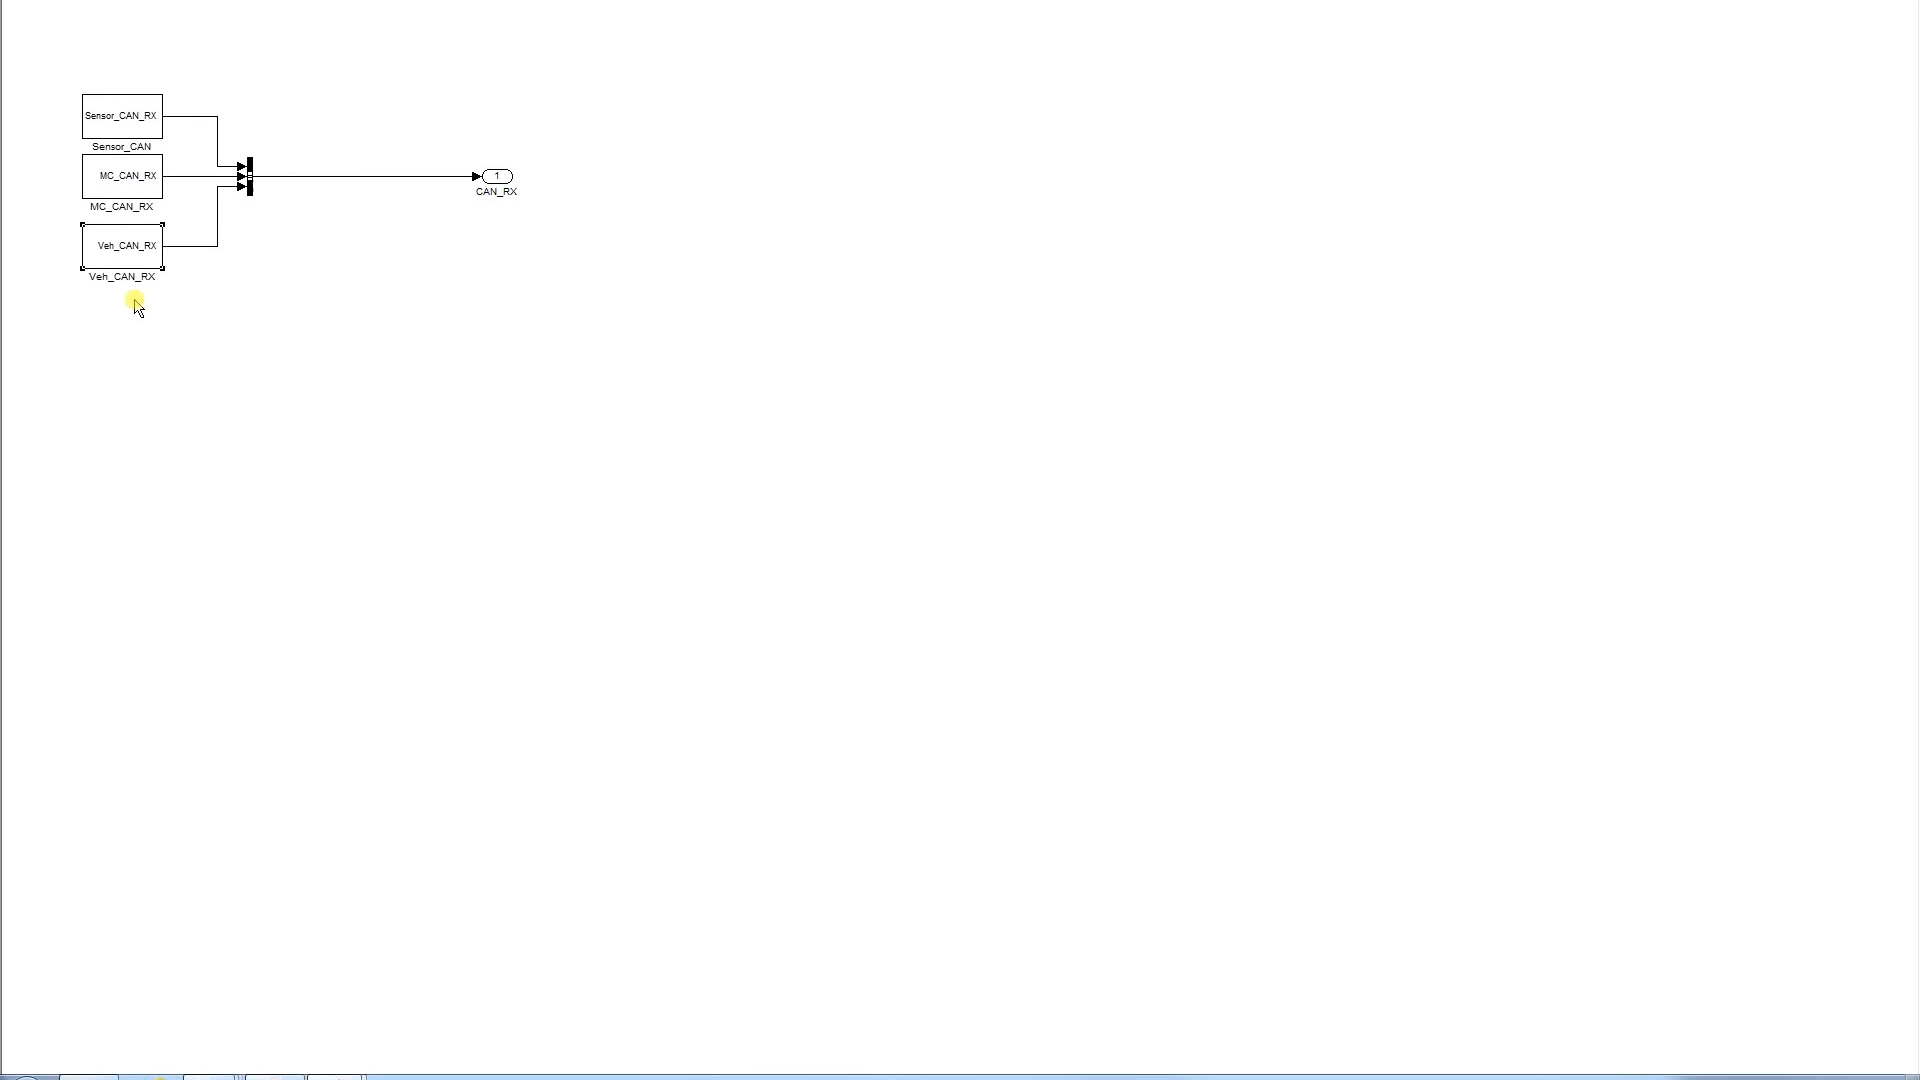 Sensor_CAN_RX
Sensor_CAN
MC_CAN_RX
MC_CAN_RX
1
CAN_RX
Veh_CAN_RX
Veh_CAN_RX